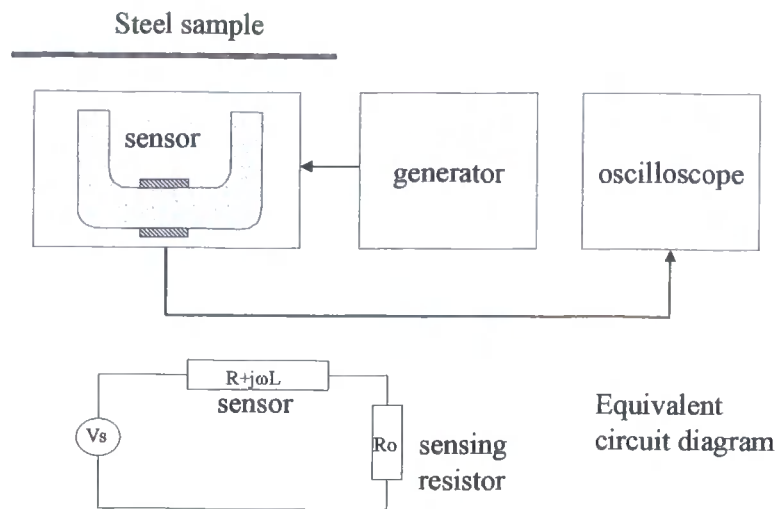 Steel sample
sensor
generator
oscilloscope
R+jωL
sensor
Vs
Ro
sensing
resistor
Equivalent
circuit diagram